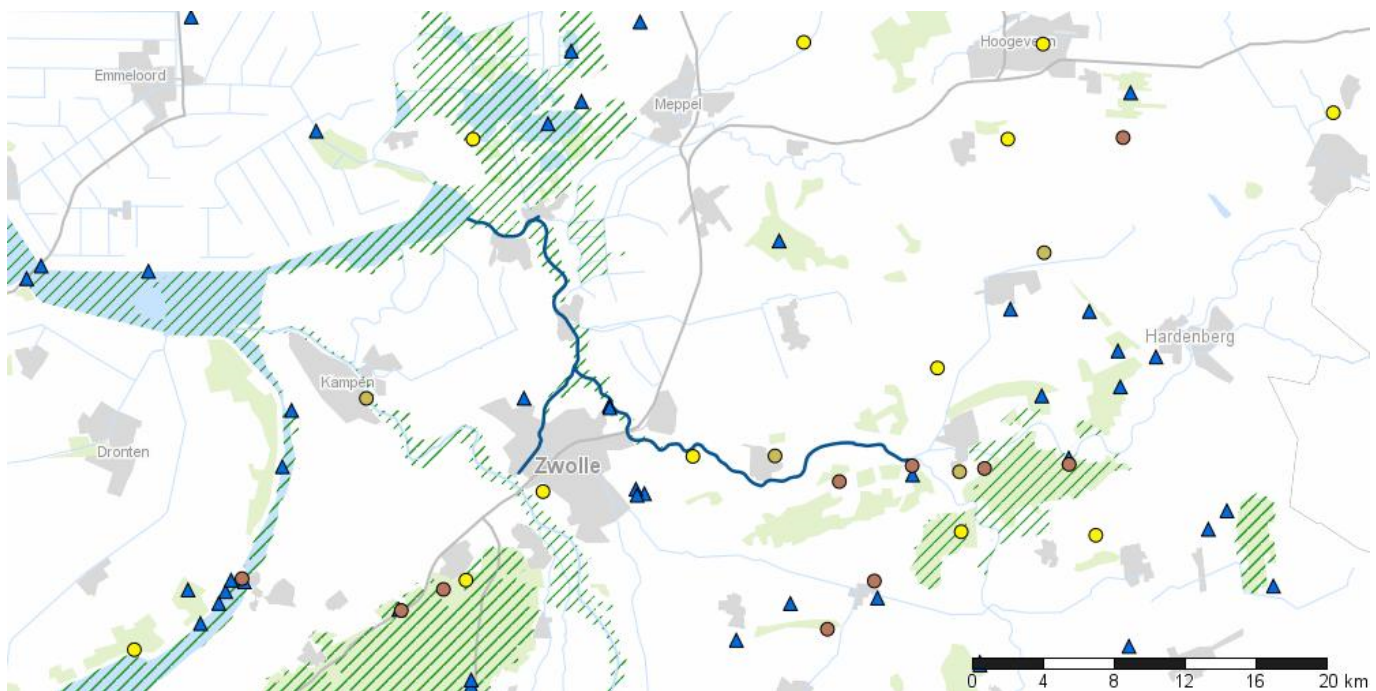 Hoogeveen
Emmeloord
Meppel
Hardenberg
Kampen
Dronten
Zwolle
0 4 8 12 16 20 km